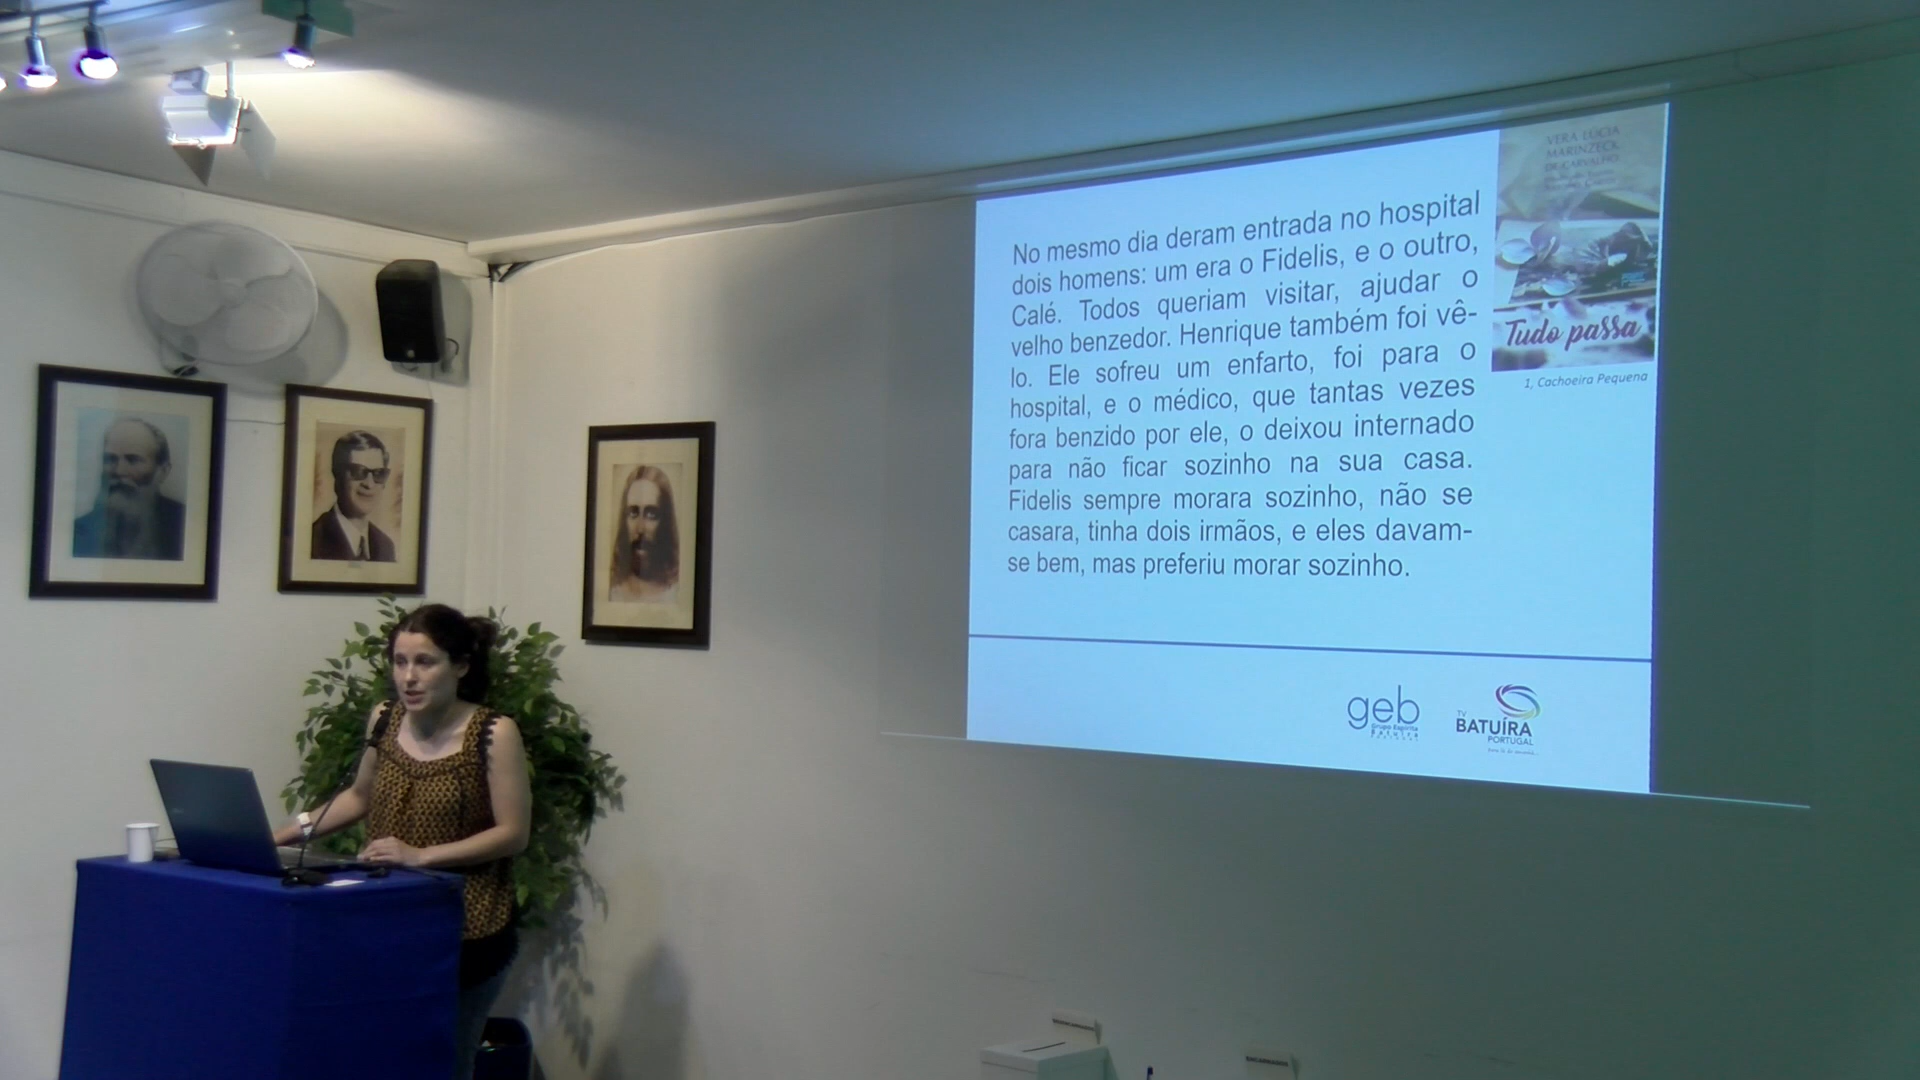 No mesmo dia deram entrada no hospital
dois homens: um era o Fidelis, e o outro,
Calé. Todos queriam visitar, ajudar o
velho benzedor. Henrique também foi vê-
lo. Ele sofreu um enfarto, foi para o
hospital, e o médico, que tantas vezes
fora benzido por ele, o deixou internado
para não ficar sozinho na sua casa.
Fidelis sempre morara sozinho, não se
casara, tinha dois irmãos, e eles davam-
se bem, mas preferiu morar sozinho.
VERA LÚCIA
MARINZECK
DE CARVALHO
Tudo passa
1, Cachoeira Pequena
geb
Grupo Espírita
Batuíra
TV
BATUÍRA
PORTUGAL